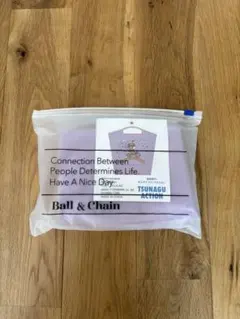 Connection Between
People Determines Life.
Have A Nice Day
TSUNAGU
ACTION
Ball & Chain